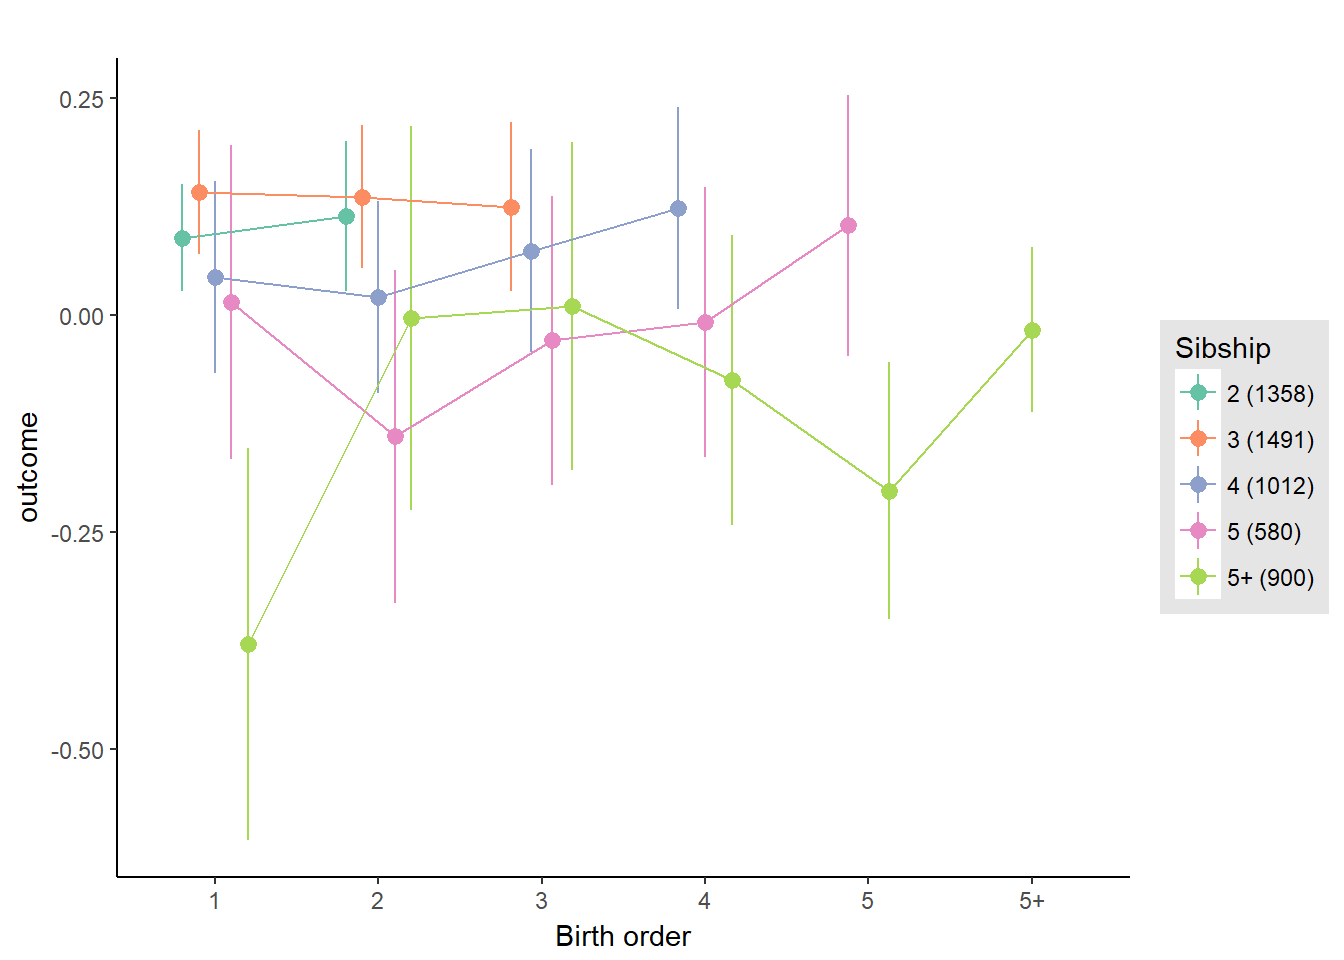 0.25
0.00
-0.25
-0.50
outcome
1 2 3 4 5 5+
Birth order
Sibship
2 (1358)
3 (1491)
4 (1012)
5 (580)
5+ (900)